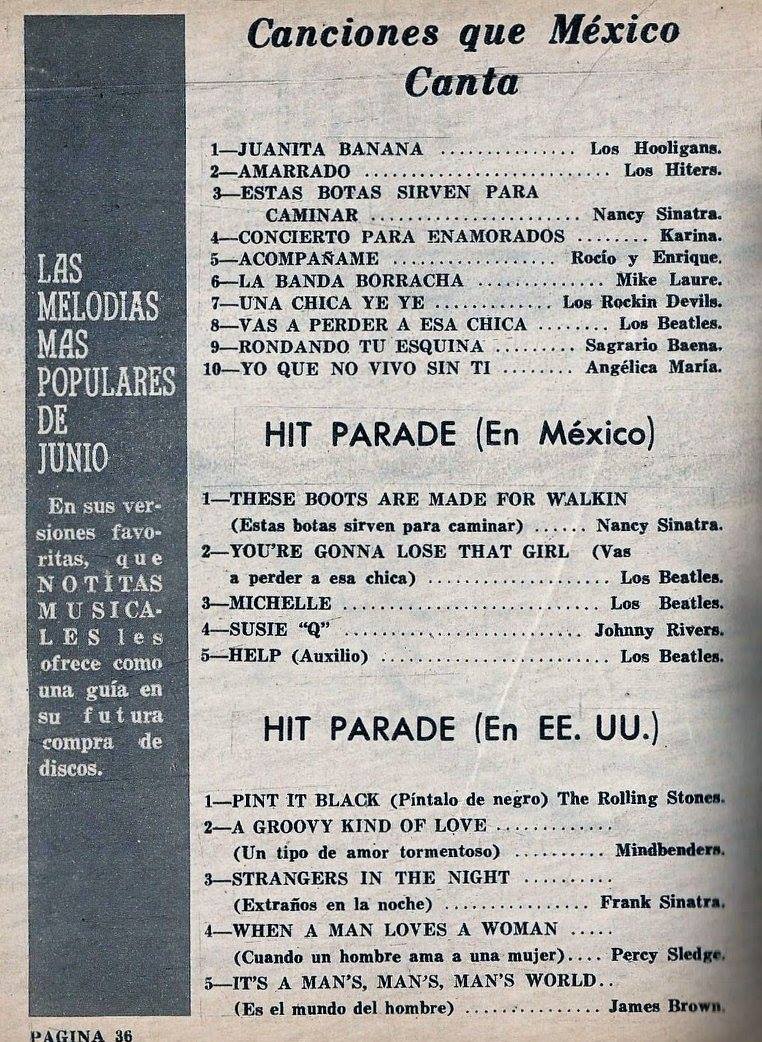 Canciones que México
Canta
1—JUANITA BANANA ............... Los Hooligans.
2—AMARRADO ........................... Los Hiters.
3—ESTAS BOTAS SIRVEN PARA
CAMINAR ....................... Nancy Sinatra.
4—CONCIERTO PARA ENAMORADOS ........ Karina.
5—ACOMPAÑAME .................. Rocío y Enrique.
6—LA BANDA BORRACHA .............. Mike Laure.
7—UNA CHICA YE YE ............. Los Rockin Devils.
8—VAS A PERDER A ESA CHICA ........ Los Beatles.
9—RONDANDO TU ESQUINA ........ Sagrario Baena.
10—YO QUE NO VIVO SIN TI ........ Angélica María.
LAS
MELODIAS
MAS
POPULARES
DE
JUNIO
En sus ver-
siones favo-
ritas, que
NOTITAS
MUSICA-
LES les
ofrece como
una guía en
su futura
compra de
discos.
HIT PARADE (En México)
1—THESE BOOTS ARE MADE FOR WALKIN
(Estas botas sirven para caminar) ...... Nancy Sinatra.
2—YOU'RE GONNA LOSE THAT GIRL (Vas
a perder a esa chica) ..................... Los Beatles.
3—MICHELLE ............................. Los Beatles.
4—SUSIE "Q" .......................... Johnny Rivers.
5—HELP (Auxilio) ......................... Los Beatles.
HIT PARADE (En EE. UU.)
1—PINT IT BLACK (Píntalo de negro) The Rolling Stones.
2—A GROOVY KIND OF LOVE .............
(Un tipo de amor tormentoso) .......... Mindbenders.
3—STRANGERS IN THE NIGHT ..........
(Extraños en la noche) ................. Frank Sinatra.
4—WHEN A MAN LOVES A WOMAN .....
(Cuando un hombre ama a una mujer).... Percy Sledge.
5—IT'S A MAN'S, MAN'S, MAN'S WORLD..
(Es el mundo del hombre) ............... James Brown.
PAGINA 36